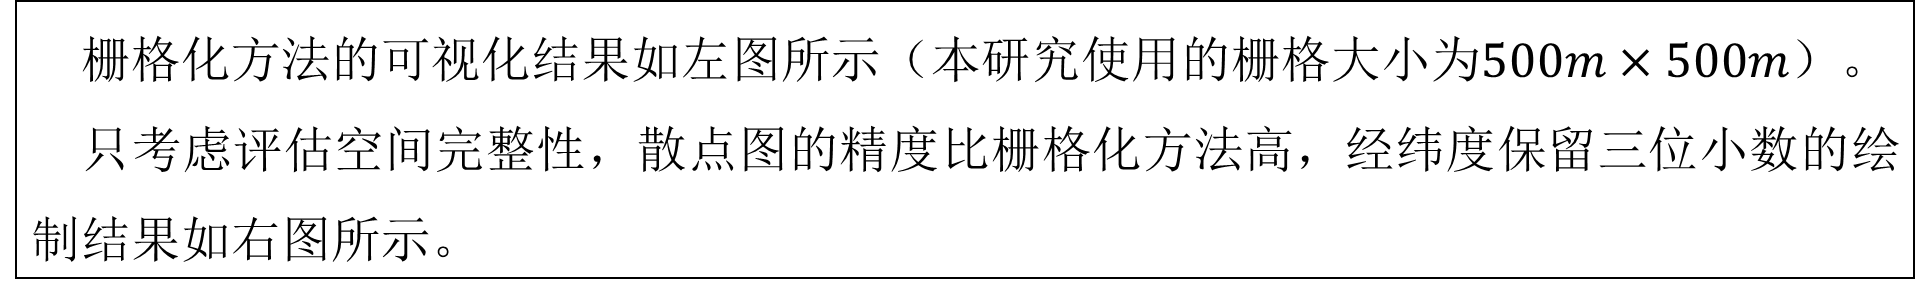 栅格化方法的可视化结果如左图所示（本研究使用的栅格大小为500m × 500m）。
只考虑评估空间完整性，散点图的精度比栅格化方法高，经纬度保留三位小数的绘
制结果如右图所示。